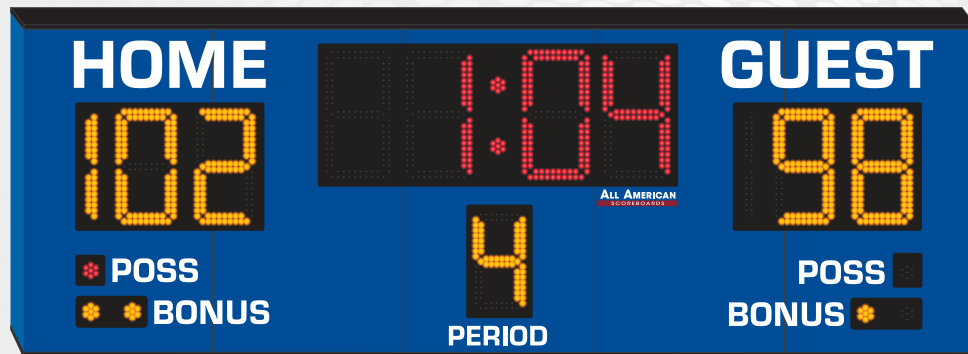 HOME
1:04
GUEST
102
98
ALL AMERICAN
SCOREBOARDS
4
POSS
POSS
BONUS
BONUS
PERIOD